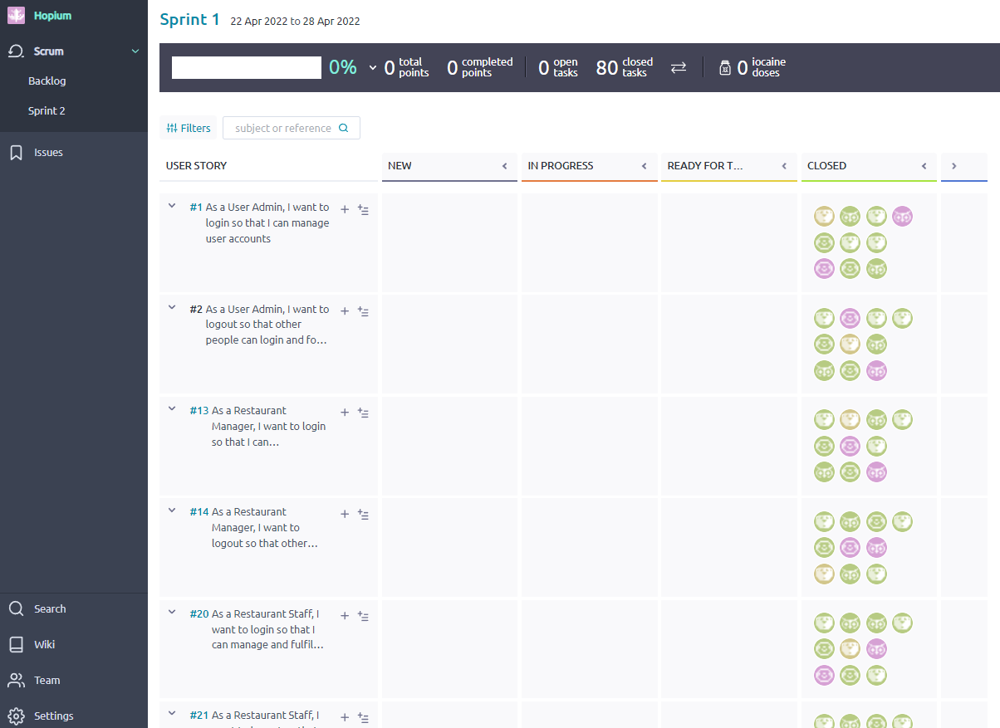 Hopium
Scrum
Backlog
Sprint 2
Issues
Search
Wiki
Team
Settings
Sprint 1 22 Apr 2022 to 28 Apr 2022
0% 0 total points 0 completed points 0 open tasks 80 closed tasks 0 iocaine doses
Filters subject or reference
USER STORY NEW IN PROGRESS READY FOR T... CLOSED
#1 As a User Admin, I want to
login so that I can manage
user accounts
#2 As a User Admin, I want to
logout so that other
people can login and fo...
#13 As a Restaurant
Manager, I want to login
so that I can...
#14 As a Restaurant
Manager, I want to
logout so that other...
#20 As a Restaurant Staff, I
want to login so that I
can manage and fulfil...
#21 As a Restaurant Staff, I